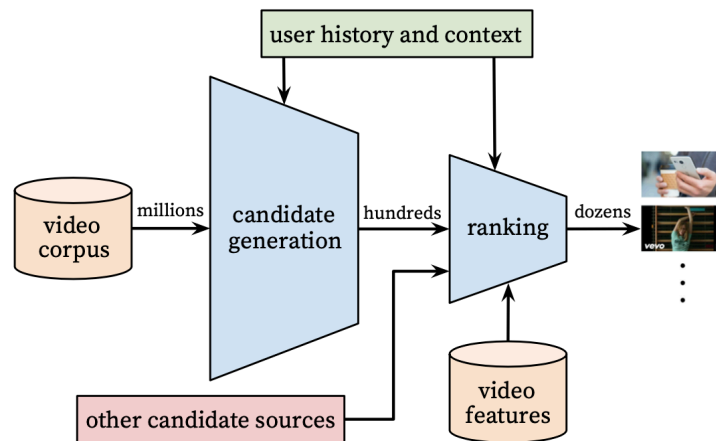 user history and context
video
corpus
millions
candidate
generation
hundreds
ranking
dozens
vevo
other candidate sources
video
features